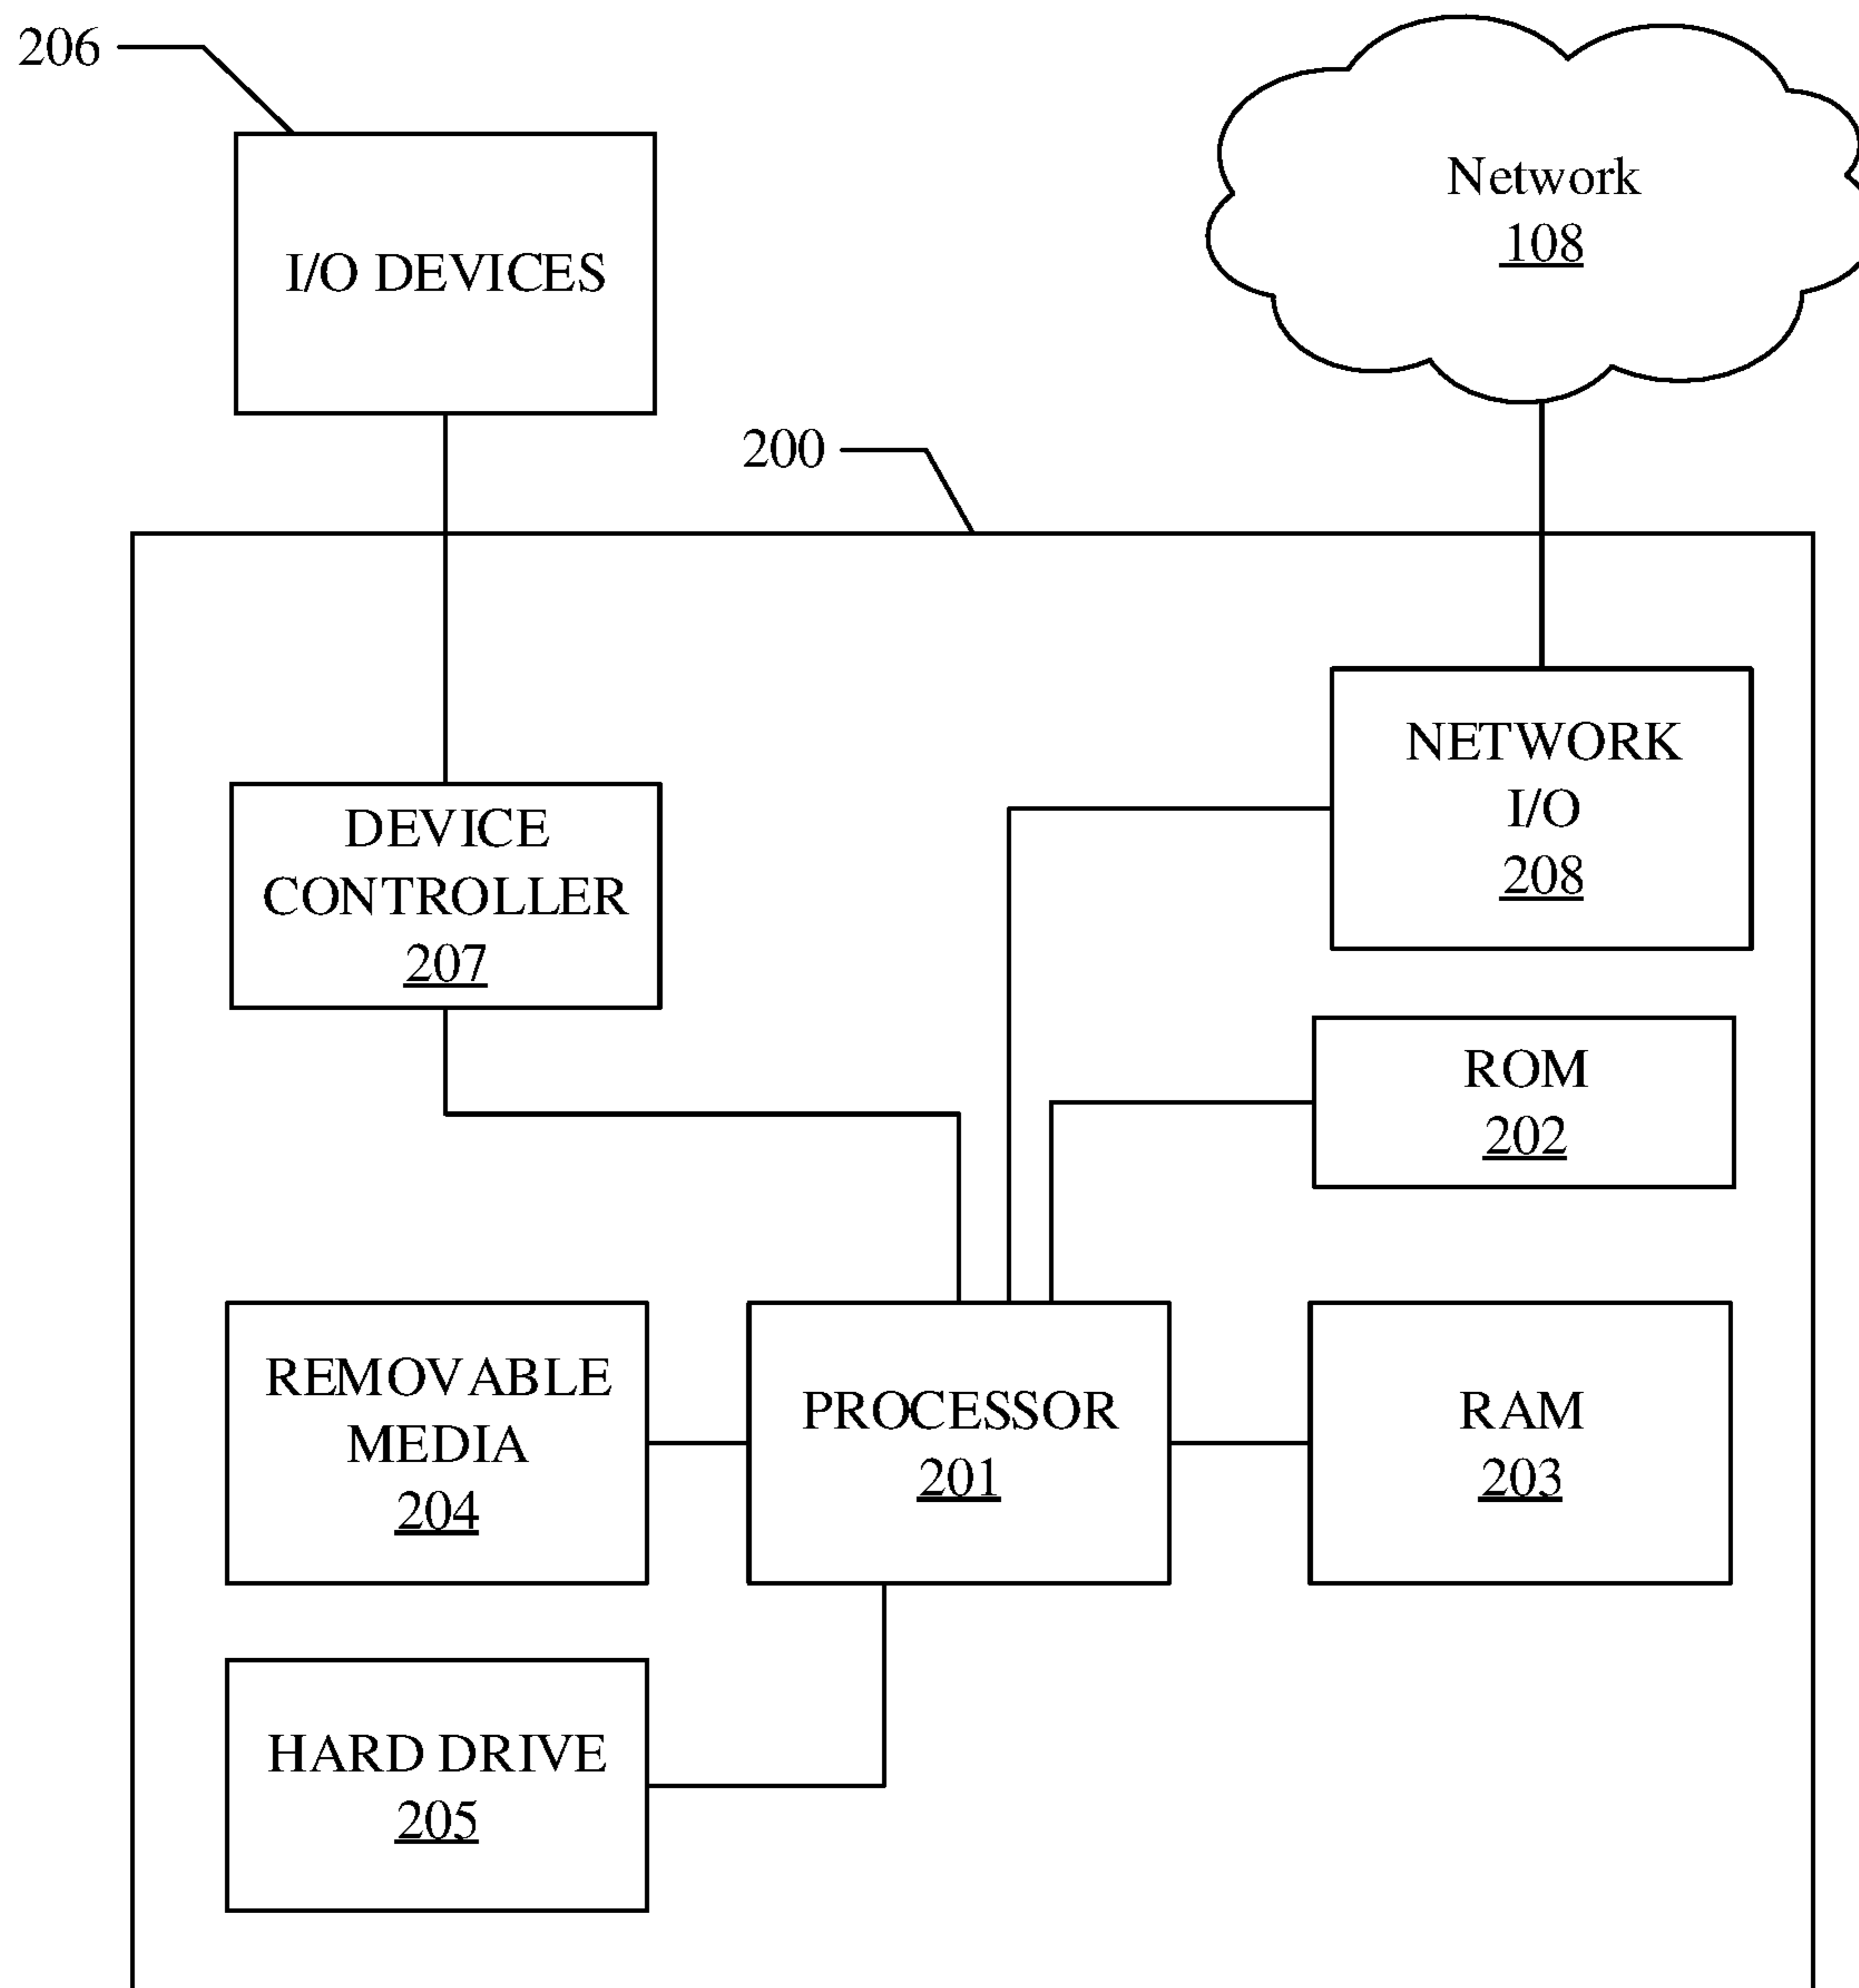 206
I/O DEVICES
Network
108
200
NETWORK
I/O
208
DEVICE
CONTROLLER
207
ROM
202
REMOVABLE
MEDIA
204
PROCESSOR
201
RAM
203
HARD DRIVE
205